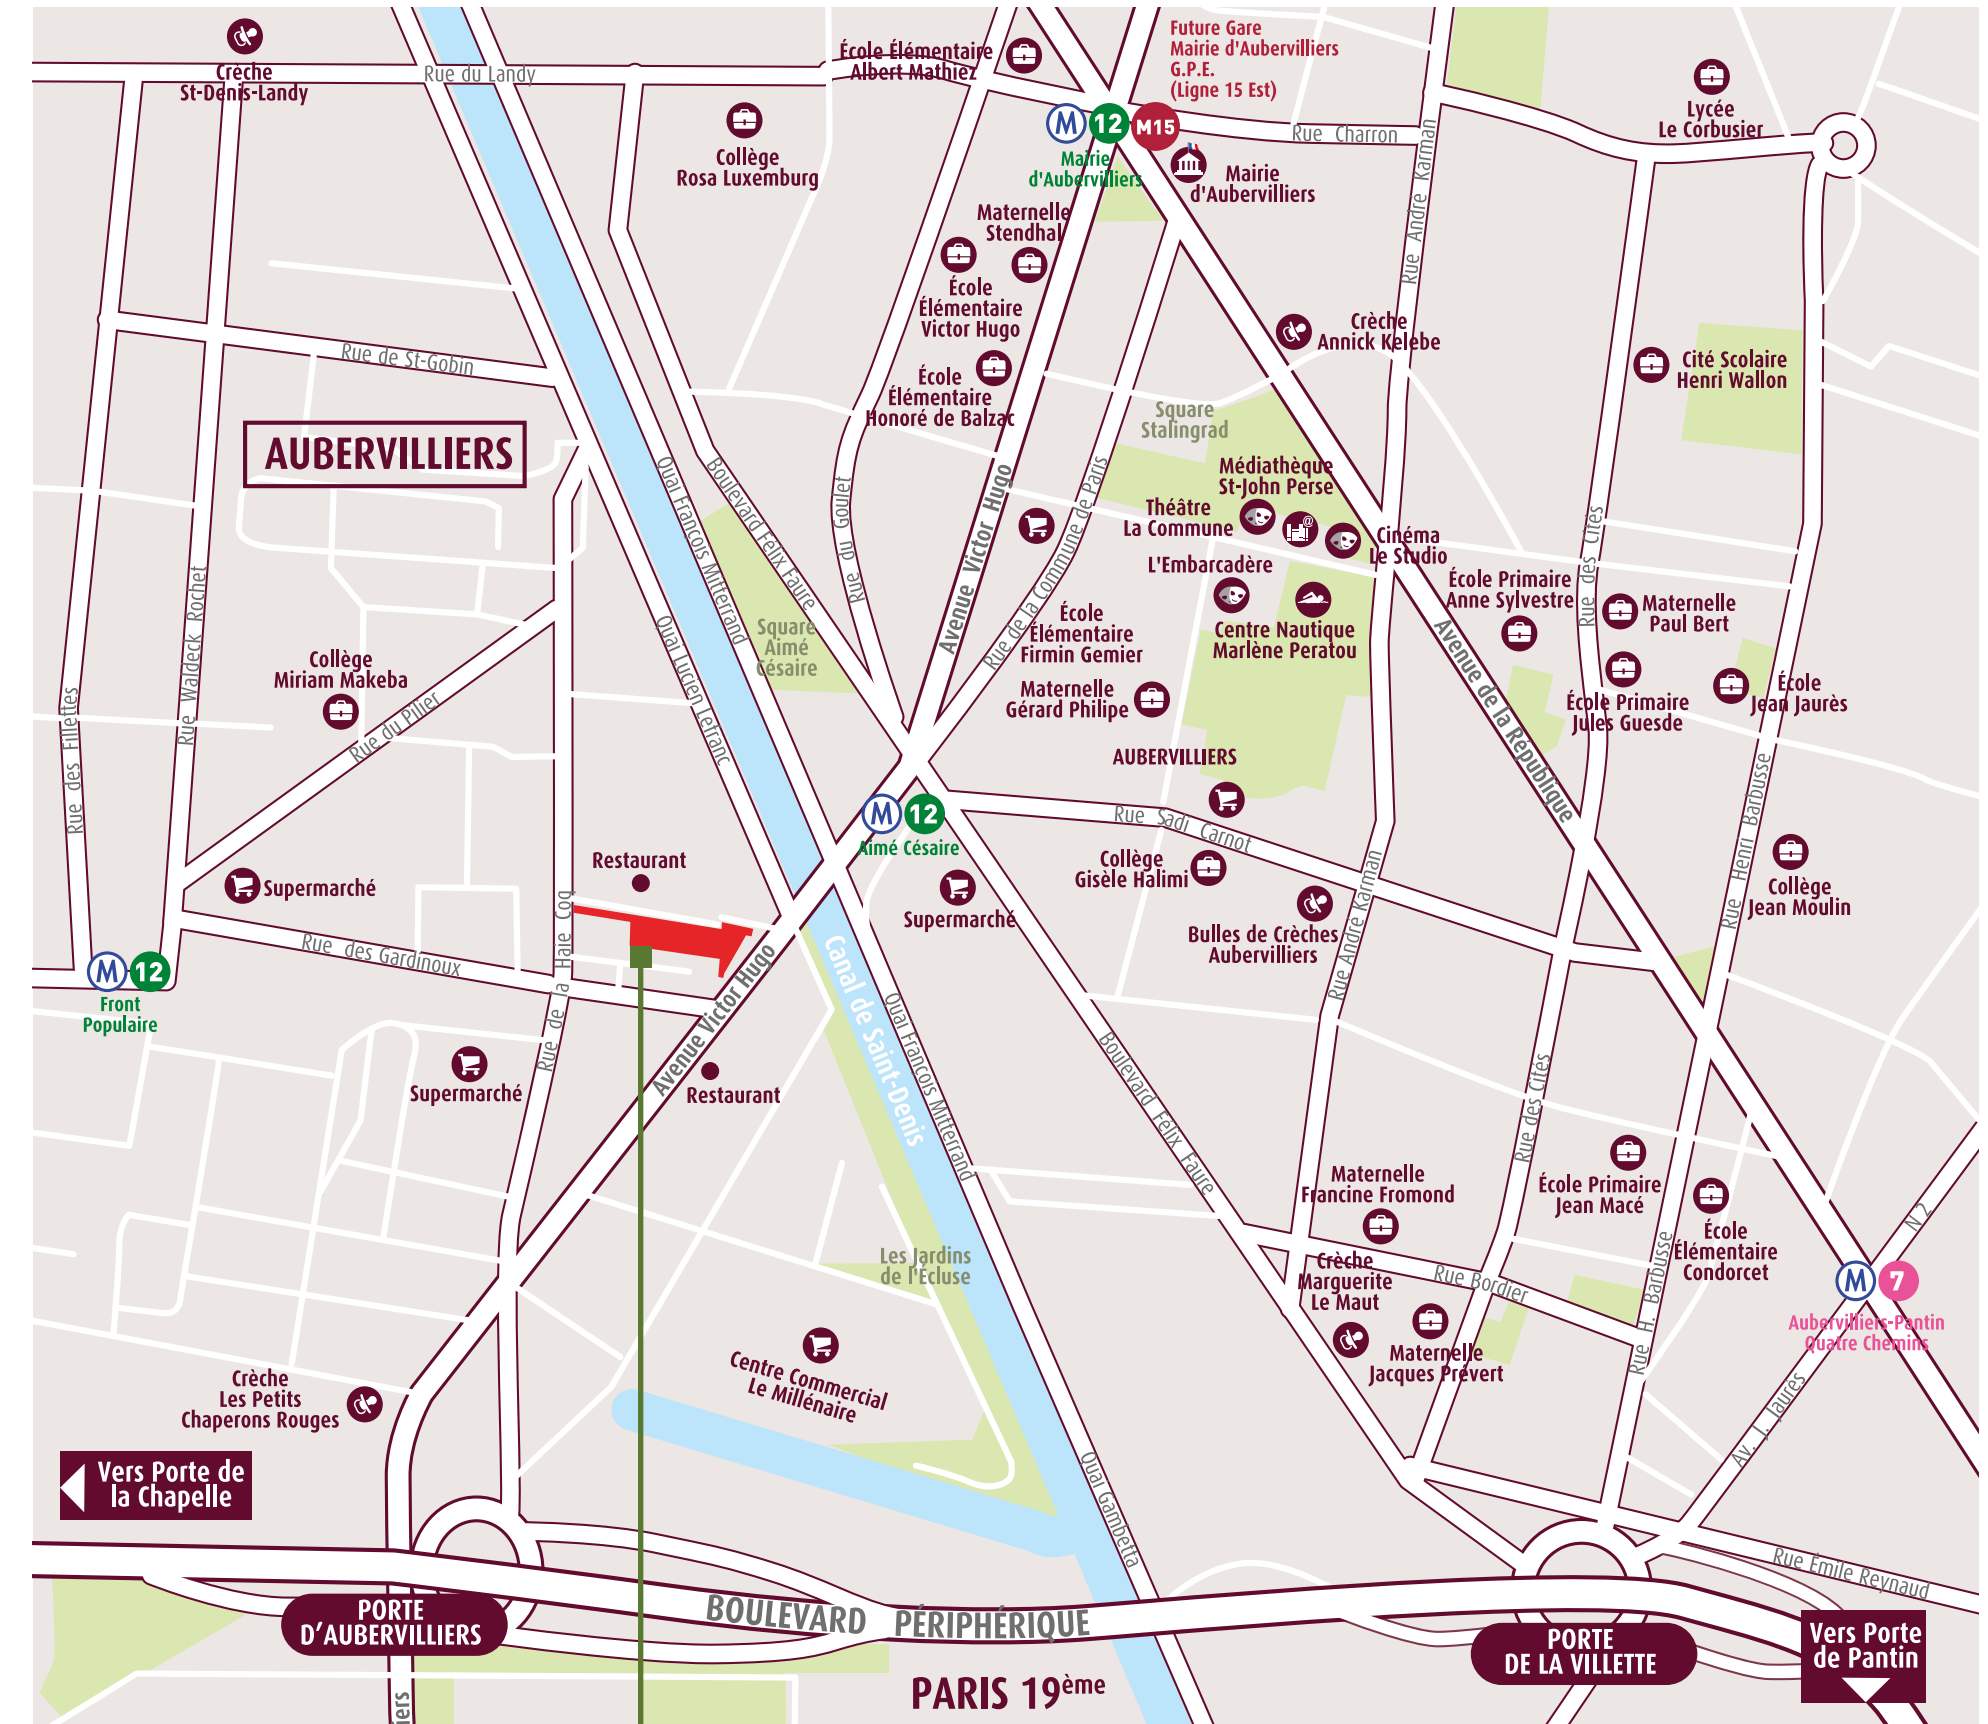 Crèche
St-Denis-Landy
Rue du Landy
École Élémentaire
Albert Mathiez
Future Gare
Mairie d'Aubervilliers
G.P.E.
(Ligne 15 Est)
M 12 M15
Mairie
d'Aubervilliers
Mairie
d'Aubervilliers
Rue Charron
Rue Andre Karman
Lycée
Le Corbusier
Collège
Rosa Luxemburg
Maternelle
Stendhal
École
Élémentaire
Victor Hugo
École
Élémentaire
Honoré de Balzac
Crèche
Annick Kelebe
Cité Scolaire
Henri Wallon
Rue de St-Gobin
AUBERVILLIERS
Square
Stalingrad
Médiathèque
St-John Perse
Théâtre
La Commune
@
Cinéma
Le Studio
L'Embarcadère
Centre Nautique
Marlène Peratou
École Primaire
Anne Sylvestre
Maternelle
Paul Bert
École Primaire
Jules Guesde
École
Jean Jaurès
Rue des Cités
Avenue de la République
Rue Henri Barbusse
Quai François Mitterrand
Boulevard Felix Faure
Rue du Goulet
Avenue Victor Hugo
Rue de la Commune de Paris
Quai Lucien Lefranc
Square
Aimé
Césaire
École
Élémentaire
Firmin Gemier
Maternelle
Gérard Philipe
AUBERVILLIERS
Rue Waldeck Rochet
Rue des Fillettes
Collège
Miriam Makeba
Rue du Pilier
M 12
Aimé Césaire
Rue Sadi Carnot
Collège
Gisèle Halimi
Bulles de Crèches
Aubervilliers
Rue André Karman
Collège
Jean Moulin
Supermarché
Restaurant
Supermarché
Rue des Gardinoux
Rue de la Haie Coq
M 12
Front
Populaire
Avenue Victor Hugo
Canal de Saint-Denis
Quai François Mitterrand
Supermarché
Restaurant
Boulevard Félix Faure
Rue des Cités
École Primaire
Jean Macé
École
Élémentaire
Condorcet
Maternelle
Francine Fromond
Crèche
Marguerite
Le Maut
Rue Bordier
Maternelle
Jacques Prévert
Rue H. Barbusse
N 2
M 7
Aubervilliers-Pantin
Quatre Chemins
Av. J. Jaurès
Les Jardins
de l'Écluse
Centre Commercial
Le Millénaire
Crèche
Les Petits
Chaperons Rouges
Vers Porte de
la Chapelle
Quai Gambetta
Rue Émile Reynaud
PORTE
D'AUBERVILLIERS
BOULEVARD PÉRIPHÉRIQUE
PORTE
DE LA VILLETTE
Vers Porte
de Pantin
PARIS 19ème
iers